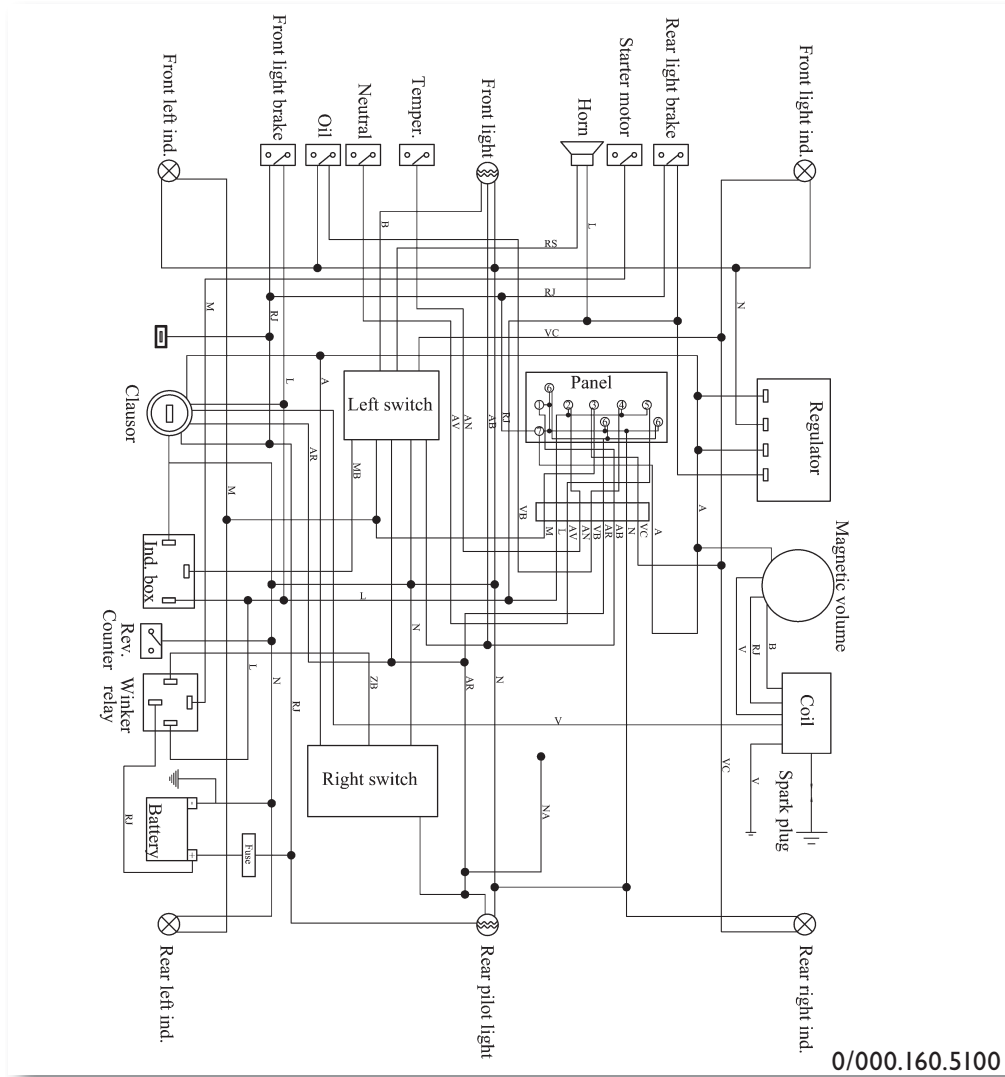 Front left ind.
Front light brake
Oil
Neutral
Temper.
Front light
Horn
Starter motor
Rear light brake
Front light ind.
B
RS
L
RJ
N
M
RJ
VC
L
A
Clausor
Left switch
Panel
6
1
2
3
4
5
6
6
7
Regulator
AV
AN
AB
RJ
AR
MB
M
VB
M
L
AV
AN
VB
AR
AB
N
VC
A
A
Magnetic volume
Ind. box
L
N
B
RJ
V
Rev.
Counter
Winker
relay
L
N
RJ
ZB
AR
N
V
Coil
Right switch
VC
V
Spark plug
NA
Battery
-
+
Fuse
RJ
Rear left ind.
Rear pilot light
Rear right ind.
0/000.160.5100